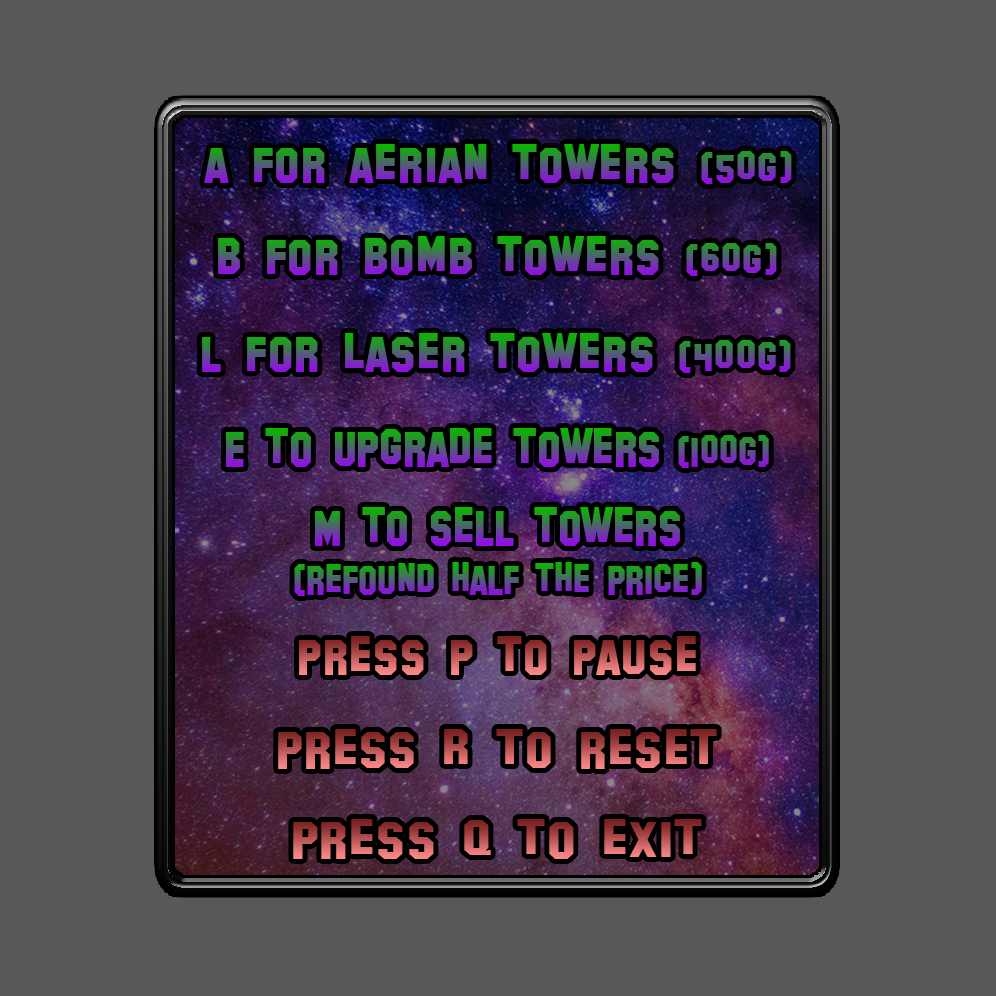 A FOR AERIAN TOWERS (50G)
B FOR BOMB TOWERS (60G)
L FOR LASER TOWERS (400G)
E TO UPGRADE TOWERS (100G)
M TO SELL TOWERS
(REFOUND HALF THE PRICE)
PRESS P TO PAUSE
PRESS R TO RESET
PRESS Q TO EXIT